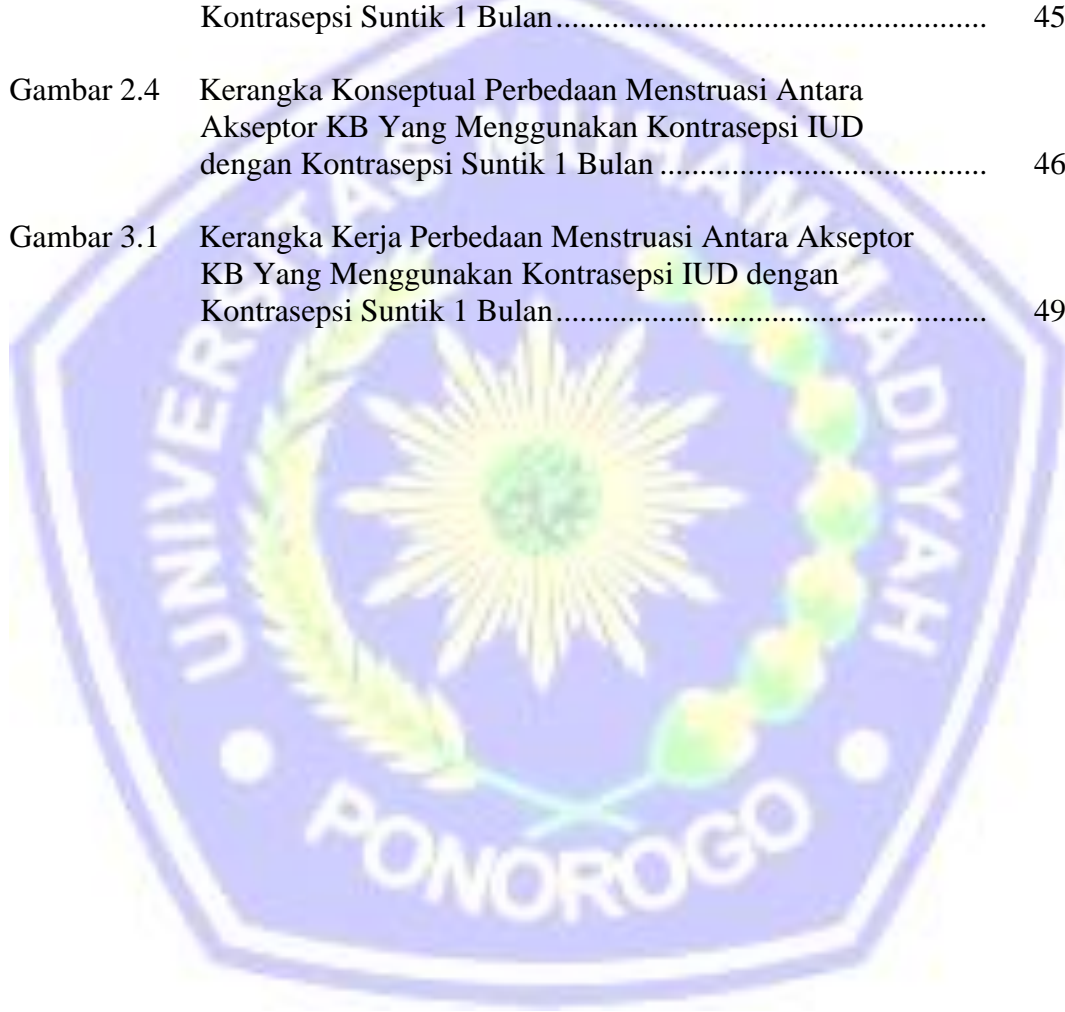 Kontrasepsi Suntik 1 Bulan...................................................... 45
Gambar 2.4 Kerangka Konseptual Perbedaan Menstruasi Antara
Akseptor KB Yang Menggunakan Kontrasepsi IUD
dengan Kontrasepsi Suntik 1 Bulan ......................................... 46
Gambar 3.1 Kerangka Kerja Perbedaan Menstruasi Antara Akseptor
KB Yang Menggunakan Kontrasepsi IUD dengan
Kontrasepsi Suntik 1 Bulan...................................................... 49
UNIVERSITAS MUHAMMADIYAH
PONOROGO